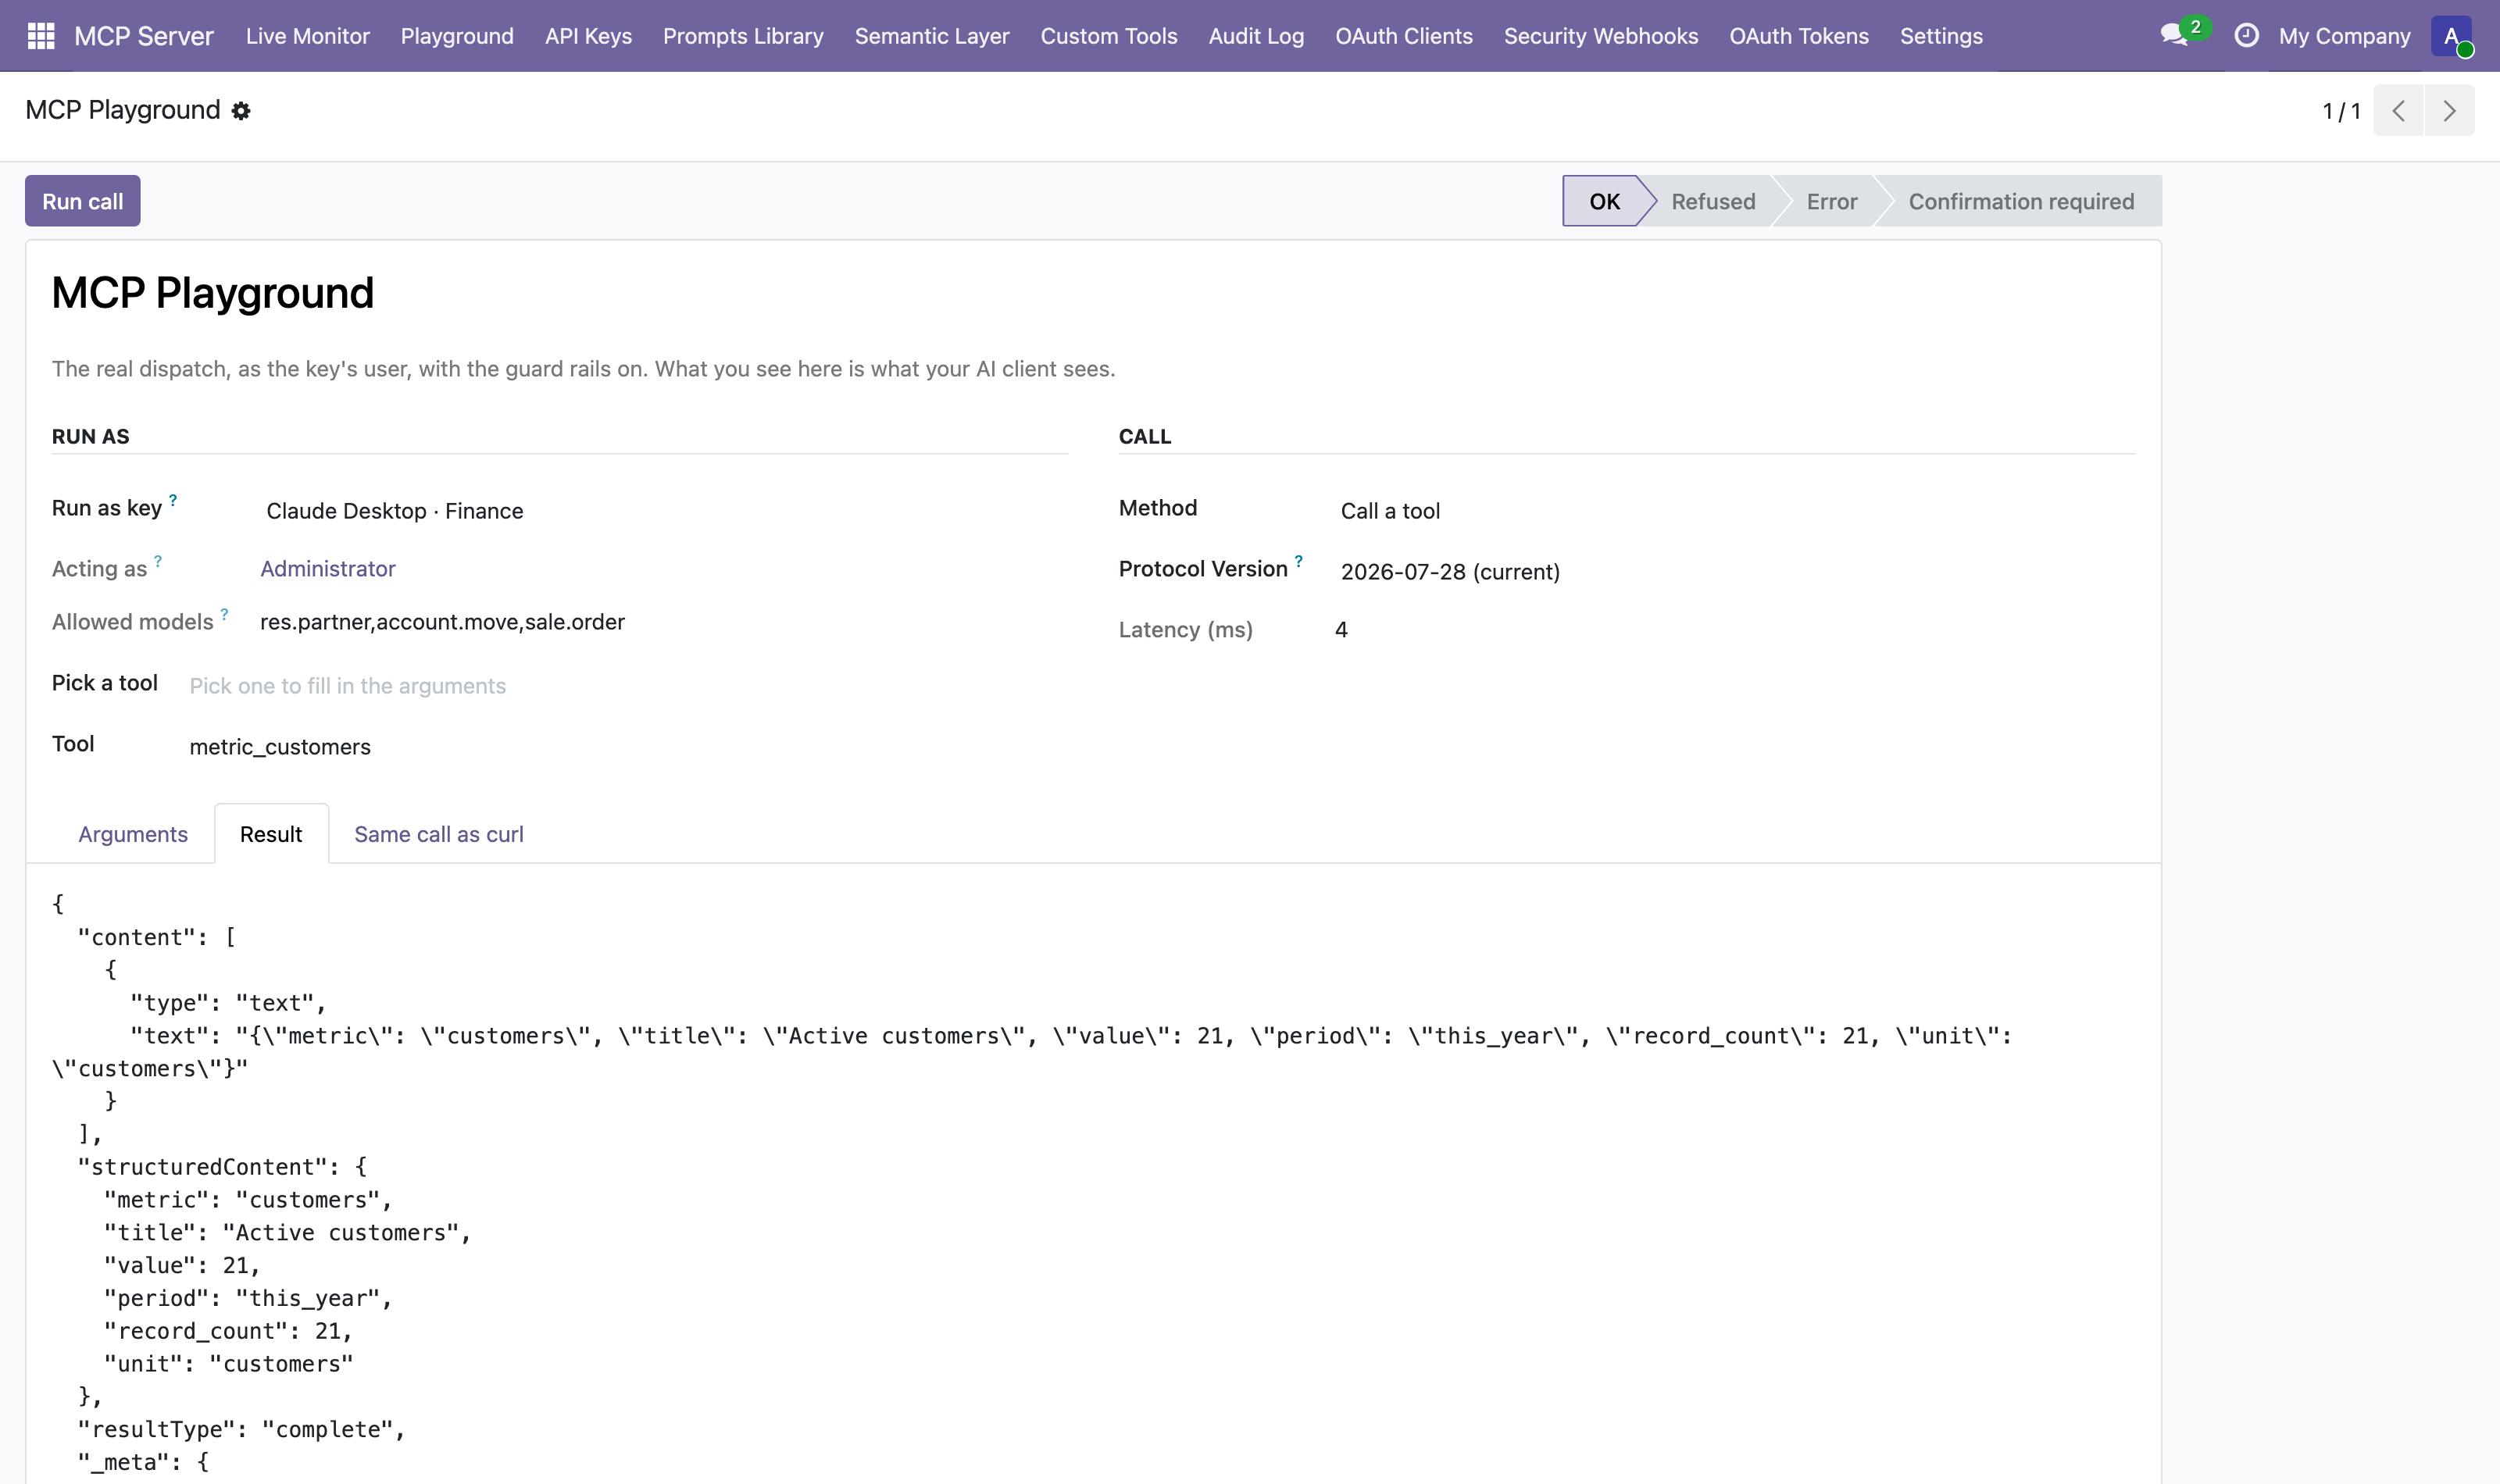 MCP Server Live Monitor Playground API Keys Prompts Library Semantic Layer Custom Tools Audit Log OAuth Clients Security Webhooks OAuth Tokens Settings 2 My Company A
MCP Playground 1 / 1
Run call OK Refused Error Confirmation required
MCP Playground
The real dispatch, as the key's user, with the guard rails on. What you see here is what your AI client sees.
RUN AS
Run as key ? Claude Desktop · Finance
Acting as ? Administrator
Allowed models ? res.partner,account.move,sale.order
Pick a tool Pick one to fill in the arguments
Tool metric_customers
CALL
Method Call a tool
Protocol Version ? 2026-07-28 (current)
Latency (ms) 4
Arguments Result Same call as curl
{
  "content": [
    {
      "type": "text",
      "text": "{\"metric\": \"customers\", \"title\": \"Active customers\", \"value\": 21, \"period\": \"this_year\", \"record_count\": 21, \"unit\":
\"customers\"}"
    }
  ],
  "structuredContent": {
    "metric": "customers",
    "title": "Active customers",
    "value": 21,
    "period": "this_year",
    "record_count": 21,
    "unit": "customers"
  },
  "resultType": "complete",
  "_meta": {